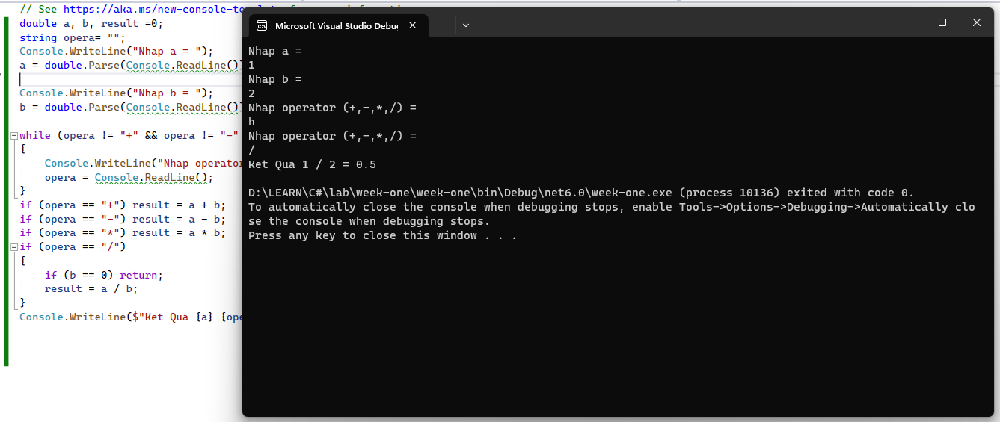 // See https://aka.ms/new-console-te
double a, b, result =0;
string opera= "";
Console.WriteLine("Nhap a = ");
a = double.Parse(Console.ReadLine())
Console.WriteLine("Nhap b = ");
b = double.Parse(Console.ReadLine())
while (opera != "+" && opera != "-"
{
Console.WriteLine("Nhap operator
opera = Console.ReadLine();
}
if (opera == "+") result = a + b;
if (opera == "-") result = a - b;
if (opera == "*") result = a * b;
if (opera == "/")
{
if (b == 0) return;
result = a / b;
}
Console.WriteLine($"Ket Qua {a} {ope
Microsoft Visual Studio Debu
Nhap a =
1
Nhap b =
2
Nhap operator (+,-,*,/) =
h
Nhap operator (+,-,*,/) =
/
Ket Qua 1 / 2 = 0.5
D:\LEARN\C#\lab\week-one\week-one\bin\Debug\net6.0\week-one.exe (process 10136) exited with code 0.
To automatically close the console when debugging stops, enable Tools->Options->Debugging->Automatically clo
se the console when debugging stops.
Press any key to close this window . . .